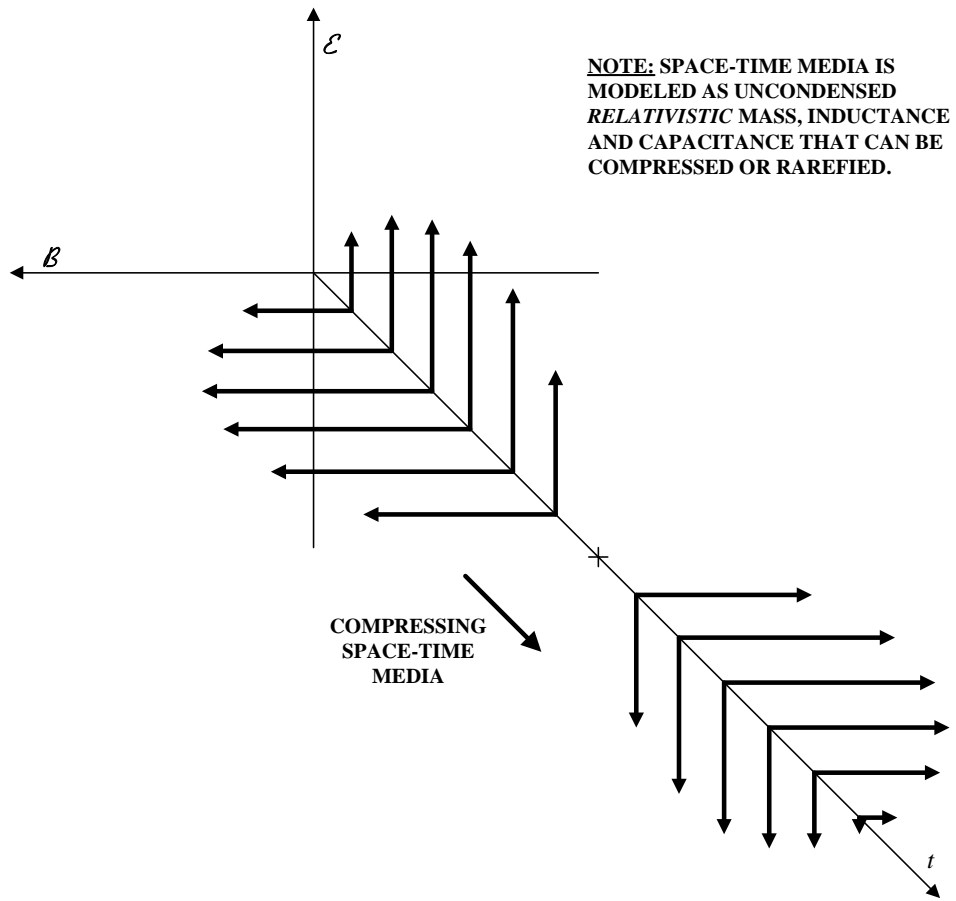 ℰ
NOTE: SPACE-TIME MEDIA IS
MODELED AS UNCONDENSED
RELATIVISTIC MASS, INDUCTANCE
AND CAPACITANCE THAT CAN BE
COMPRESSED OR RAREFIED.
ℬ
COMPRESSING
SPACE-TIME
MEDIA
t